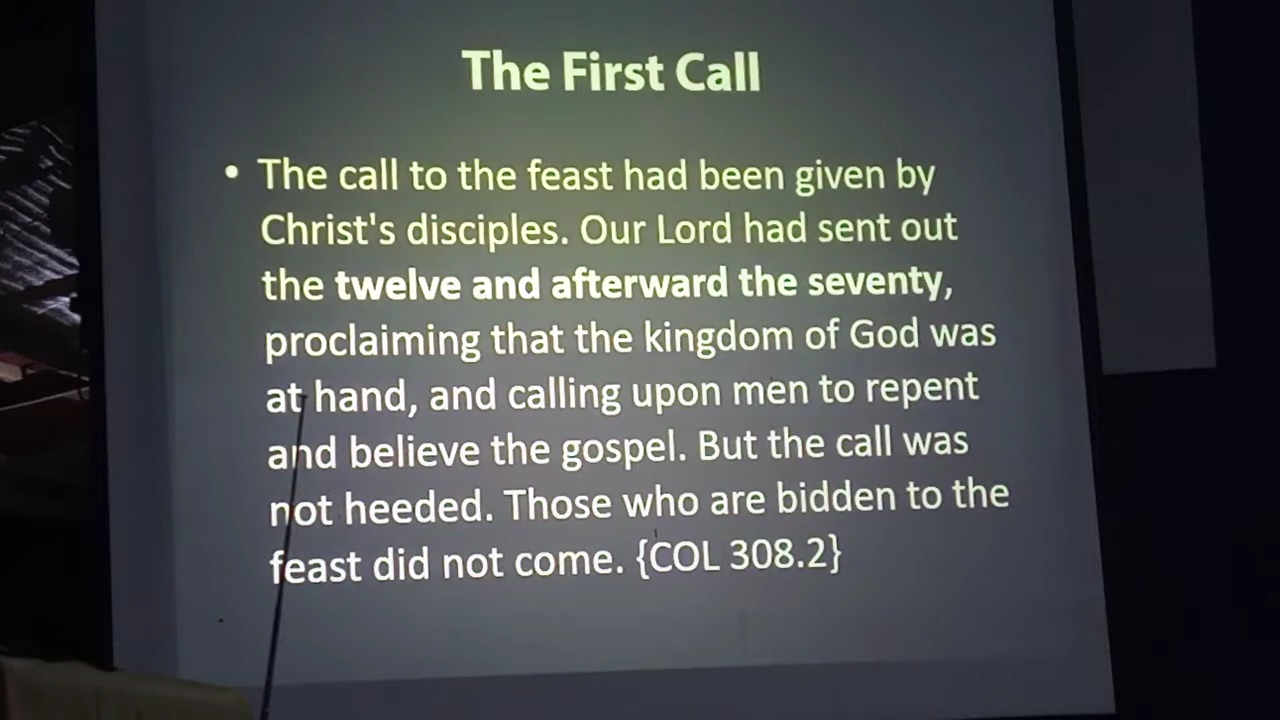 The First Call
• The call to the feast had been given by
Christ's disciples. Our Lord had sent out
the twelve and afterward the seventy,
proclaiming that the kingdom of God was
at hand, and calling upon men to repent
and believe the gospel. But the call was
not heeded. Those who are bidden to the
feast did not come. {COL 308.2}